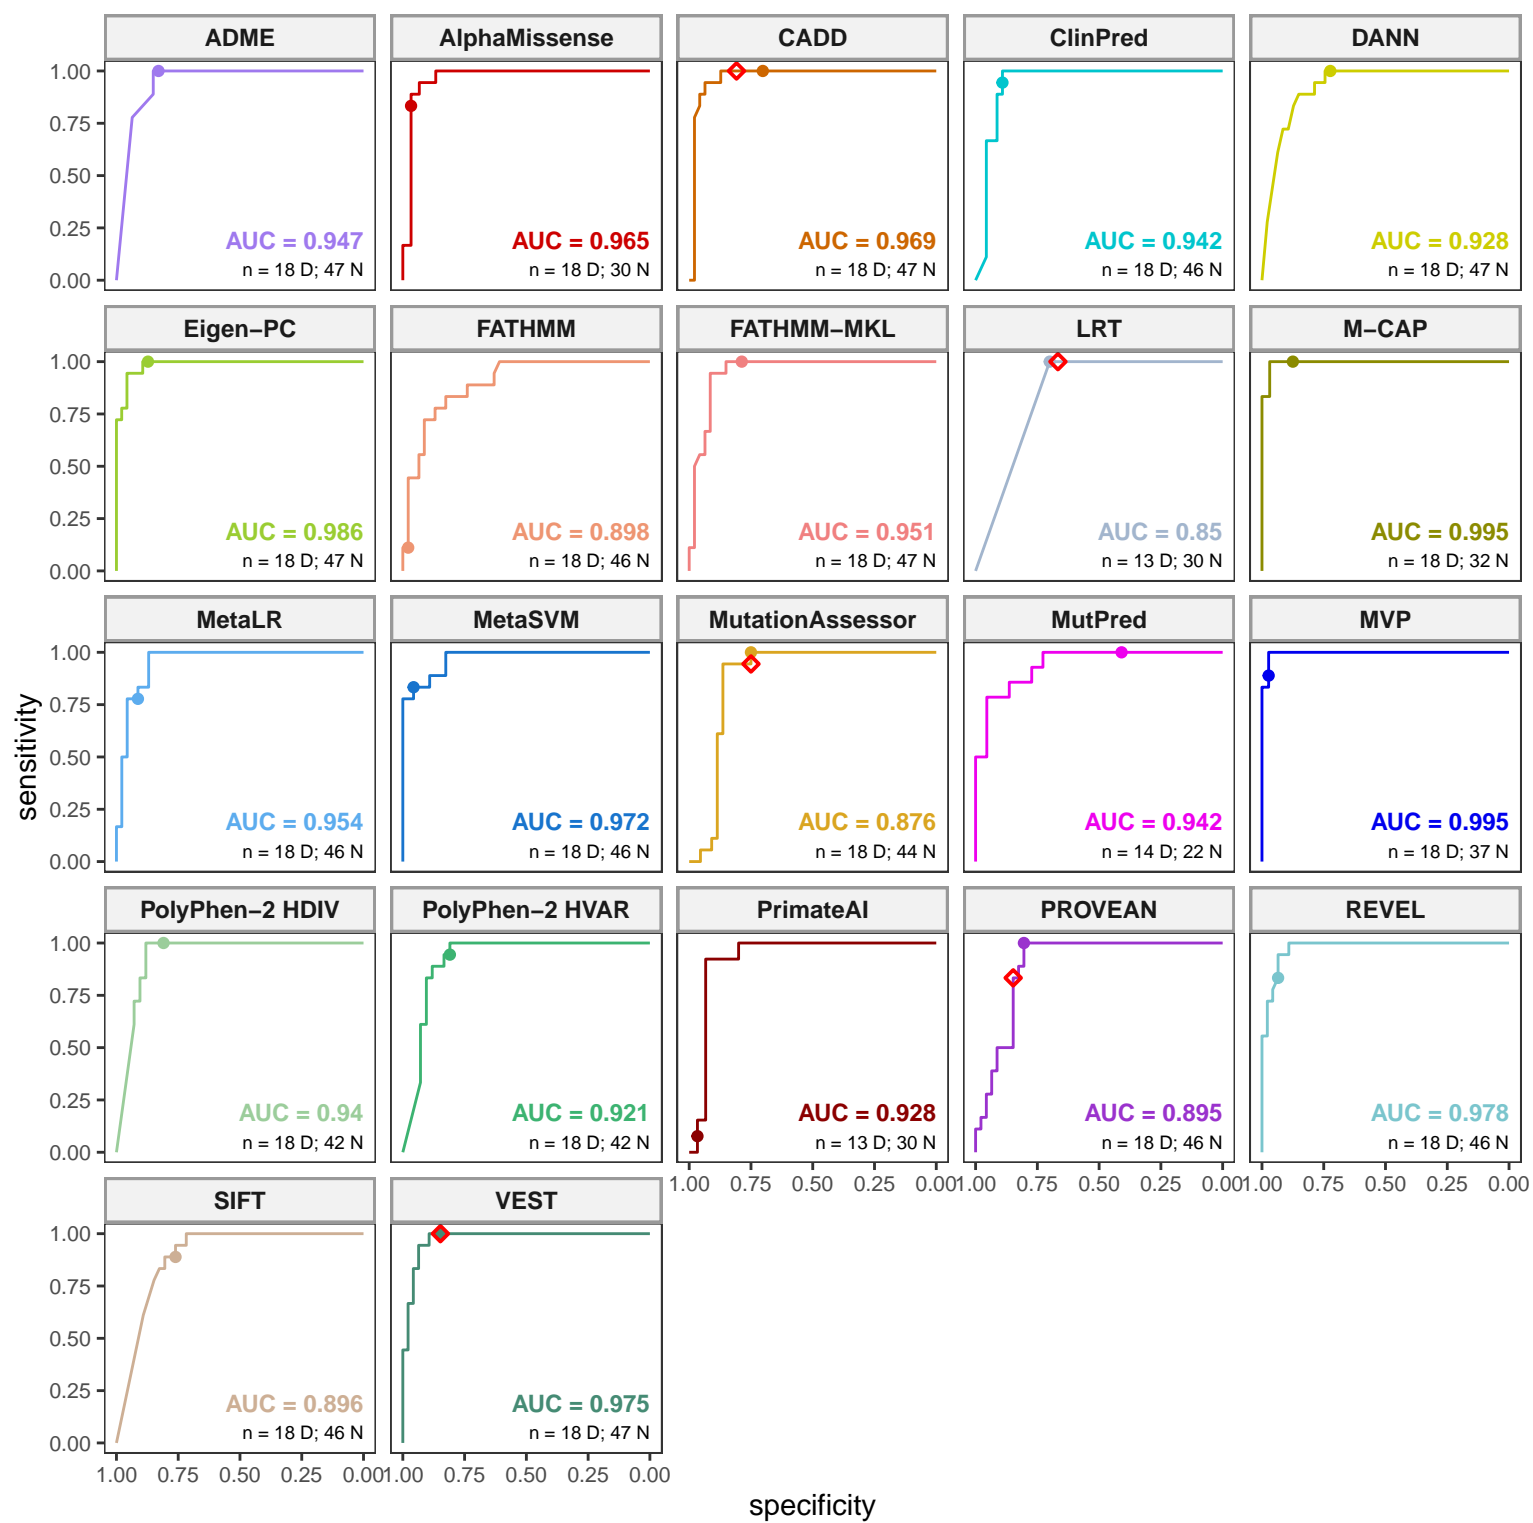 ADME
AlphaMissense
CADD
ClinPred
DANN
1.00
0.75
0.50
0.25
0.00
AUC = 0.947
n = 18 D; 47 N
AUC = 0.965
n = 18 D; 30 N
AUC = 0.969
n = 18 D; 47 N
AUC = 0.942
n = 18 D; 46 N
AUC = 0.928
n = 18 D; 47 N
Eigen−PC
FATHMM
FATHMM−MKL
LRT
M−CAP
1.00
0.75
0.50
0.25
0.00
AUC = 0.986
n = 18 D; 47 N
AUC = 0.898
n = 18 D; 46 N
AUC = 0.951
n = 18 D; 47 N
AUC = 0.85
n = 13 D; 30 N
AUC = 0.995
n = 18 D; 32 N
MetaLR
MetaSVM
MutationAssessor
MutPred
MVP
1.00
0.75
0.50
0.25
0.00
sensitivity
AUC = 0.954
n = 18 D; 46 N
AUC = 0.972
n = 18 D; 46 N
AUC = 0.876
n = 18 D; 44 N
AUC = 0.942
n = 14 D; 22 N
AUC = 0.995
n = 18 D; 37 N
PolyPhen−2 HDIV
PolyPhen−2 HVAR
PrimateAI
PROVEAN
REVEL
1.00
0.75
0.50
0.25
0.00
AUC = 0.94
n = 18 D; 42 N
AUC = 0.921
n = 18 D; 42 N
AUC = 0.928
n = 13 D; 30 N
AUC = 0.895
n = 18 D; 46 N
AUC = 0.978
n = 18 D; 46 N
1.00 0.75 0.50 0.25 0.00
1.00 0.75 0.50 0.25 0.00
1.00 0.75 0.50 0.25 0.00
SIFT
VEST
1.00
0.75
0.50
0.25
0.00
AUC = 0.896
n = 18 D; 46 N
AUC = 0.975
n = 18 D; 47 N
1.00 0.75 0.50 0.25 0.00
1.00 0.75 0.50 0.25 0.00
specificity